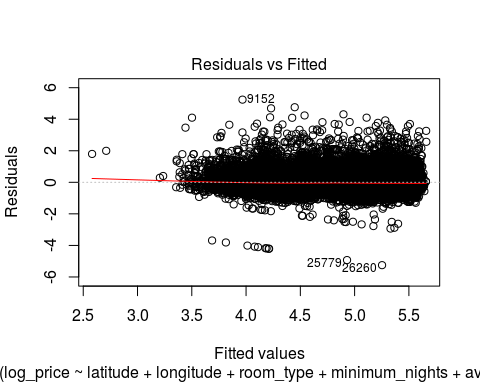 Residuals vs Fitted
6
4
2
0
-2
-4
-6
Residuals
9152
25779
26260
2.5 3.0 3.5 4.0 4.5 5.0 5.5
Fitted values
(log_price ~ latitude + longitude + room_type + minimum_nights + av